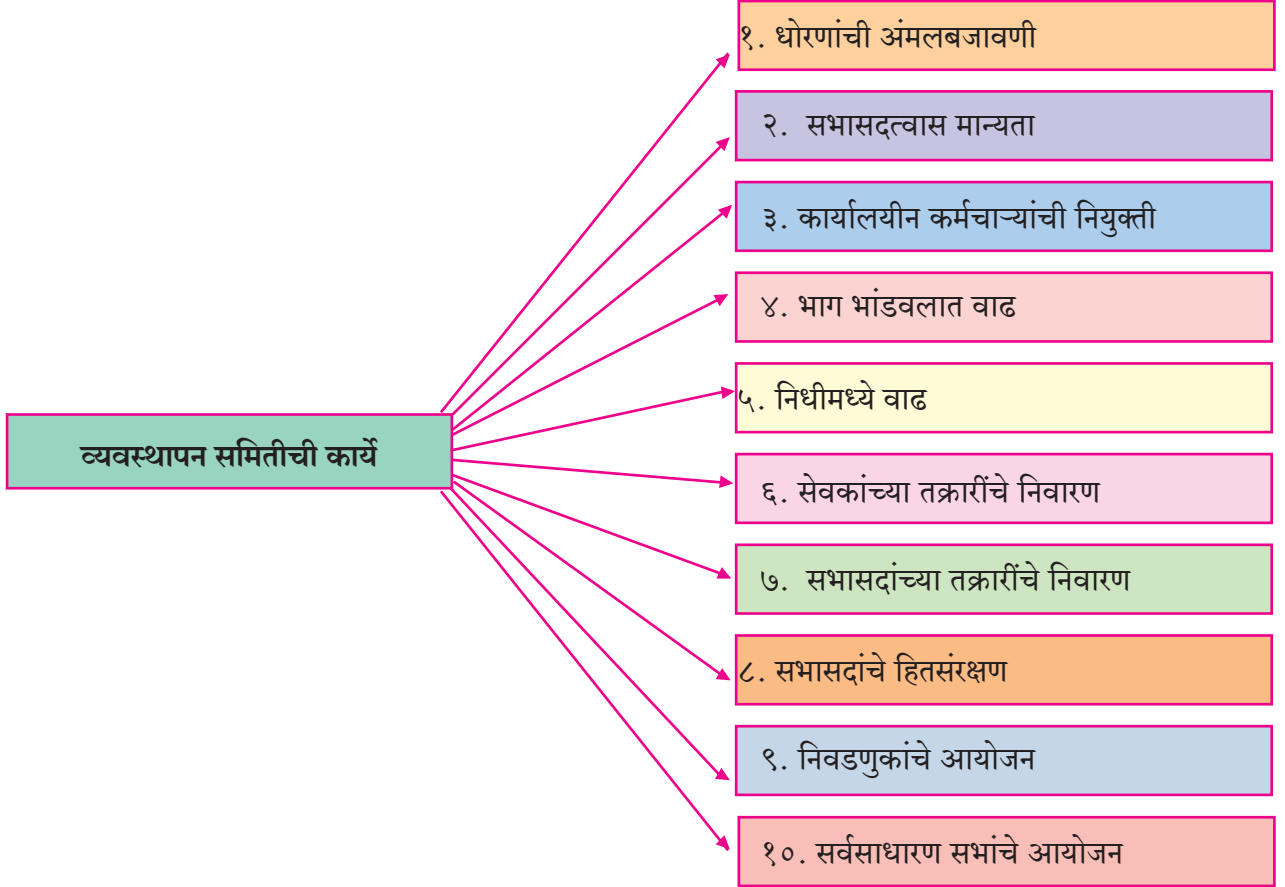 व्यवस्थापन समितीची कार्ये
१. धोरणांची अंमलबजावणी
२. सभासदत्वास मान्यता
३. कार्यालयीन कर्मचाऱ्यांची नियुक्ती
४. भाग भांडवलात वाढ
५. निधीमध्ये वाढ
६. सेवकांच्या तक्रारींचे निवारण
७. सभासदांच्या तक्रारींचे निवारण
८. सभासदांचे हितसंरक्षण
९. निवडणुकांचे आयोजन
१०. सर्वसाधारण सभांचे आयोजन